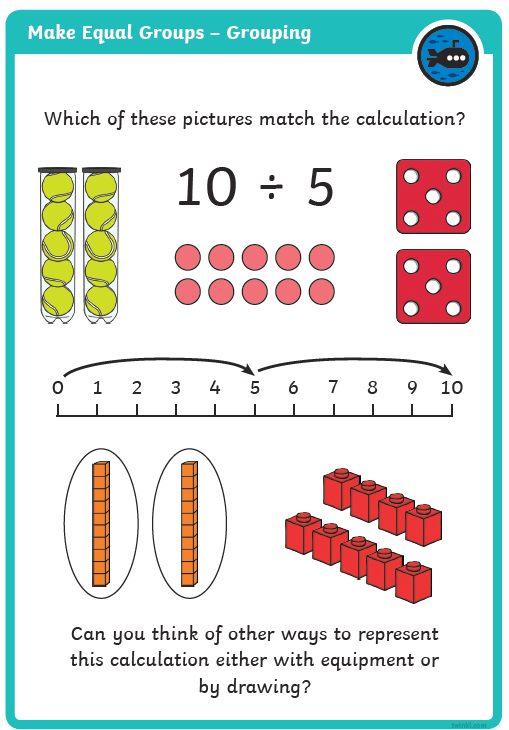 Make Equal Groups – Grouping
Which of these pictures match the calculation?
10 ÷ 5
0 1 2 3 4 5 6 7 8 9 10
Can you think of other ways to represent
this calculation either with equipment or
by drawing?
twinkl.com